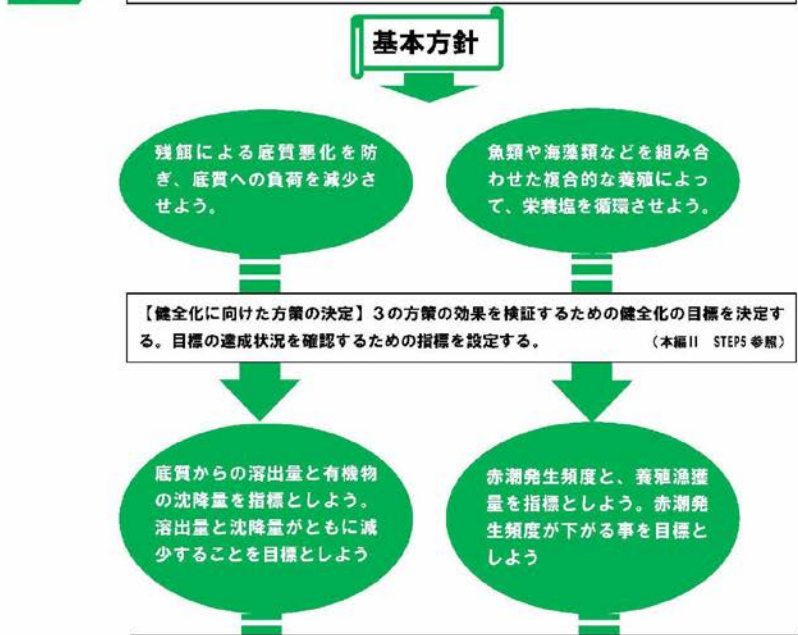 基本方針
残餌による底質悪化を防
ぎ、底質への負荷を減少さ
せよう。
魚類や海藻類などを組み合
わせた複合的な養殖によっ
て、栄養塩を循環させよう。
【健全化に向けた方策の決定】3の方策の効果を検証するための健全化の目標を決定す
る。目標の達成状況を確認するための指標を設定する。 (本編II STEP5 参照)
底質からの溶出量と有機物
の沈降量を指標としよう。
溶出量と沈降量がともに減
少することを目標としよう
赤潮発生頻度と、養殖漁獲
量を指標としよう。赤潮発
生頻度が下がる事を目標と
しよう